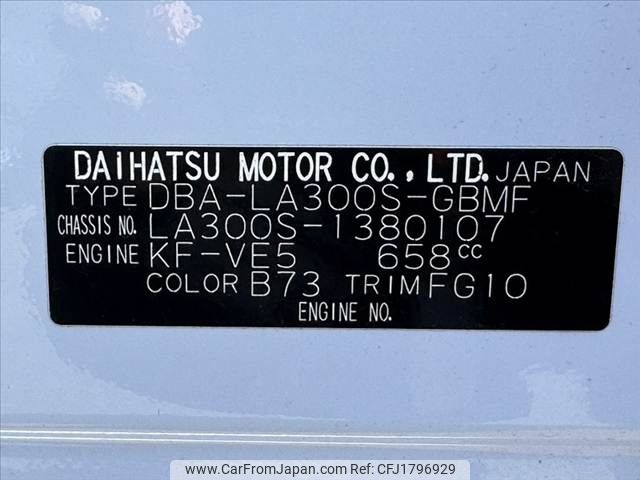 DAIHATSU MOTOR CO., LTD. JAPAN
TYPE DBA-LA300S-GBMF
CHASSIS NO. LA300S-1380107
ENGINE KF-VE5 658cc
COLOR B73 TRIM FG10
ENGINE NO.
www.CarFromJapan.com CFJ1796929